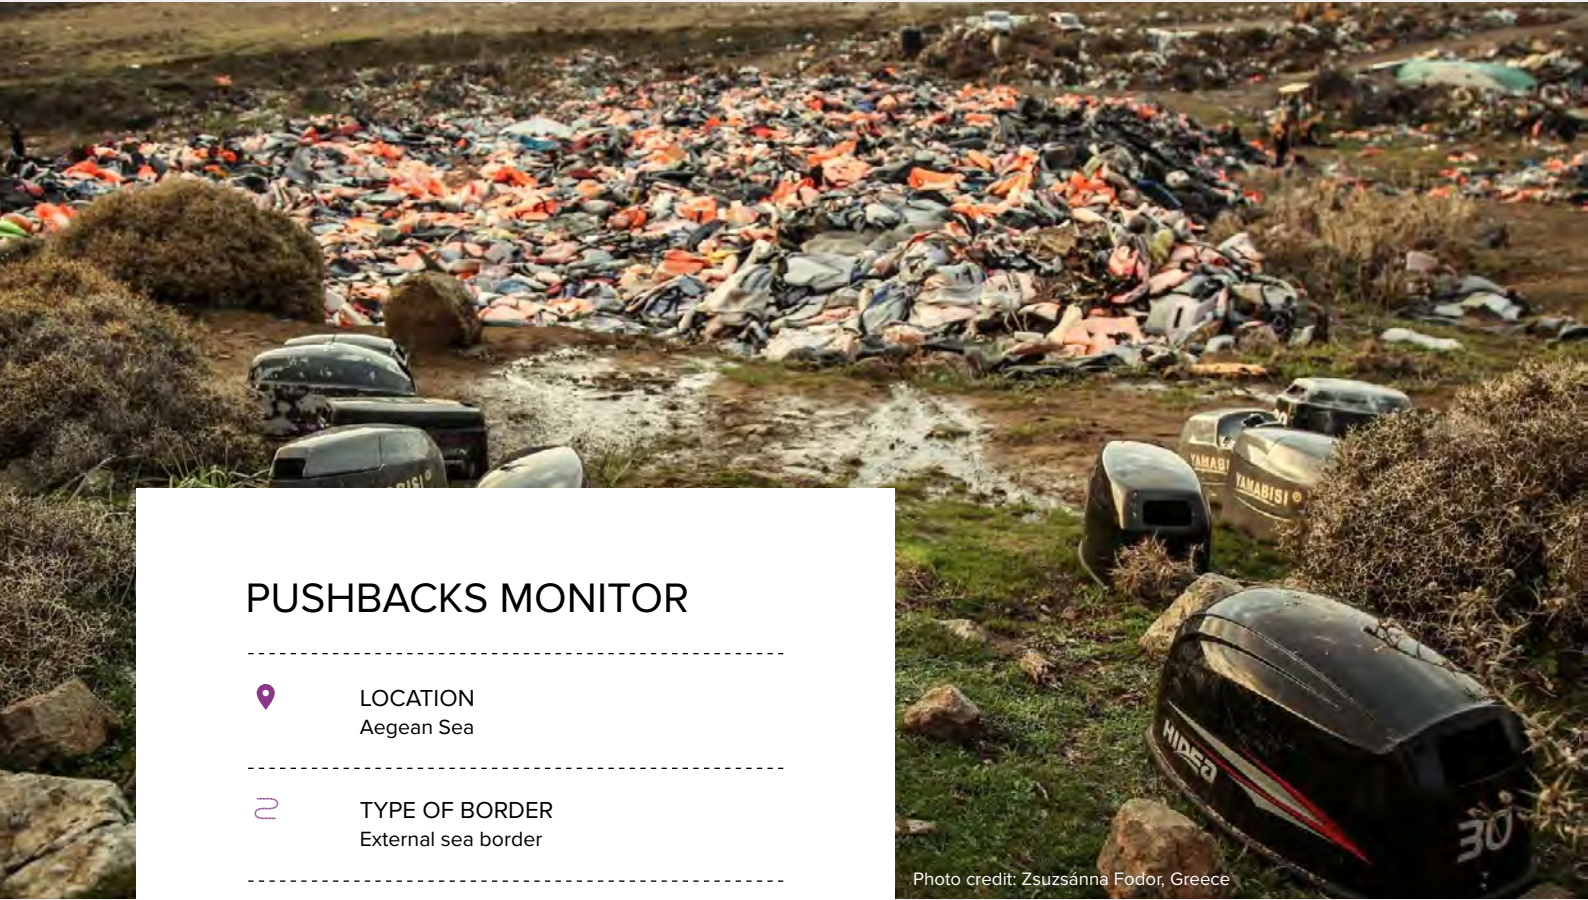 PUSHBACKS MONITOR
LOCATION
Aegean Sea
TYPE OF BORDER
External sea border
YAMABISI
HIDEA
30
Photo credit: Zsuzsánna Fodor, Greece